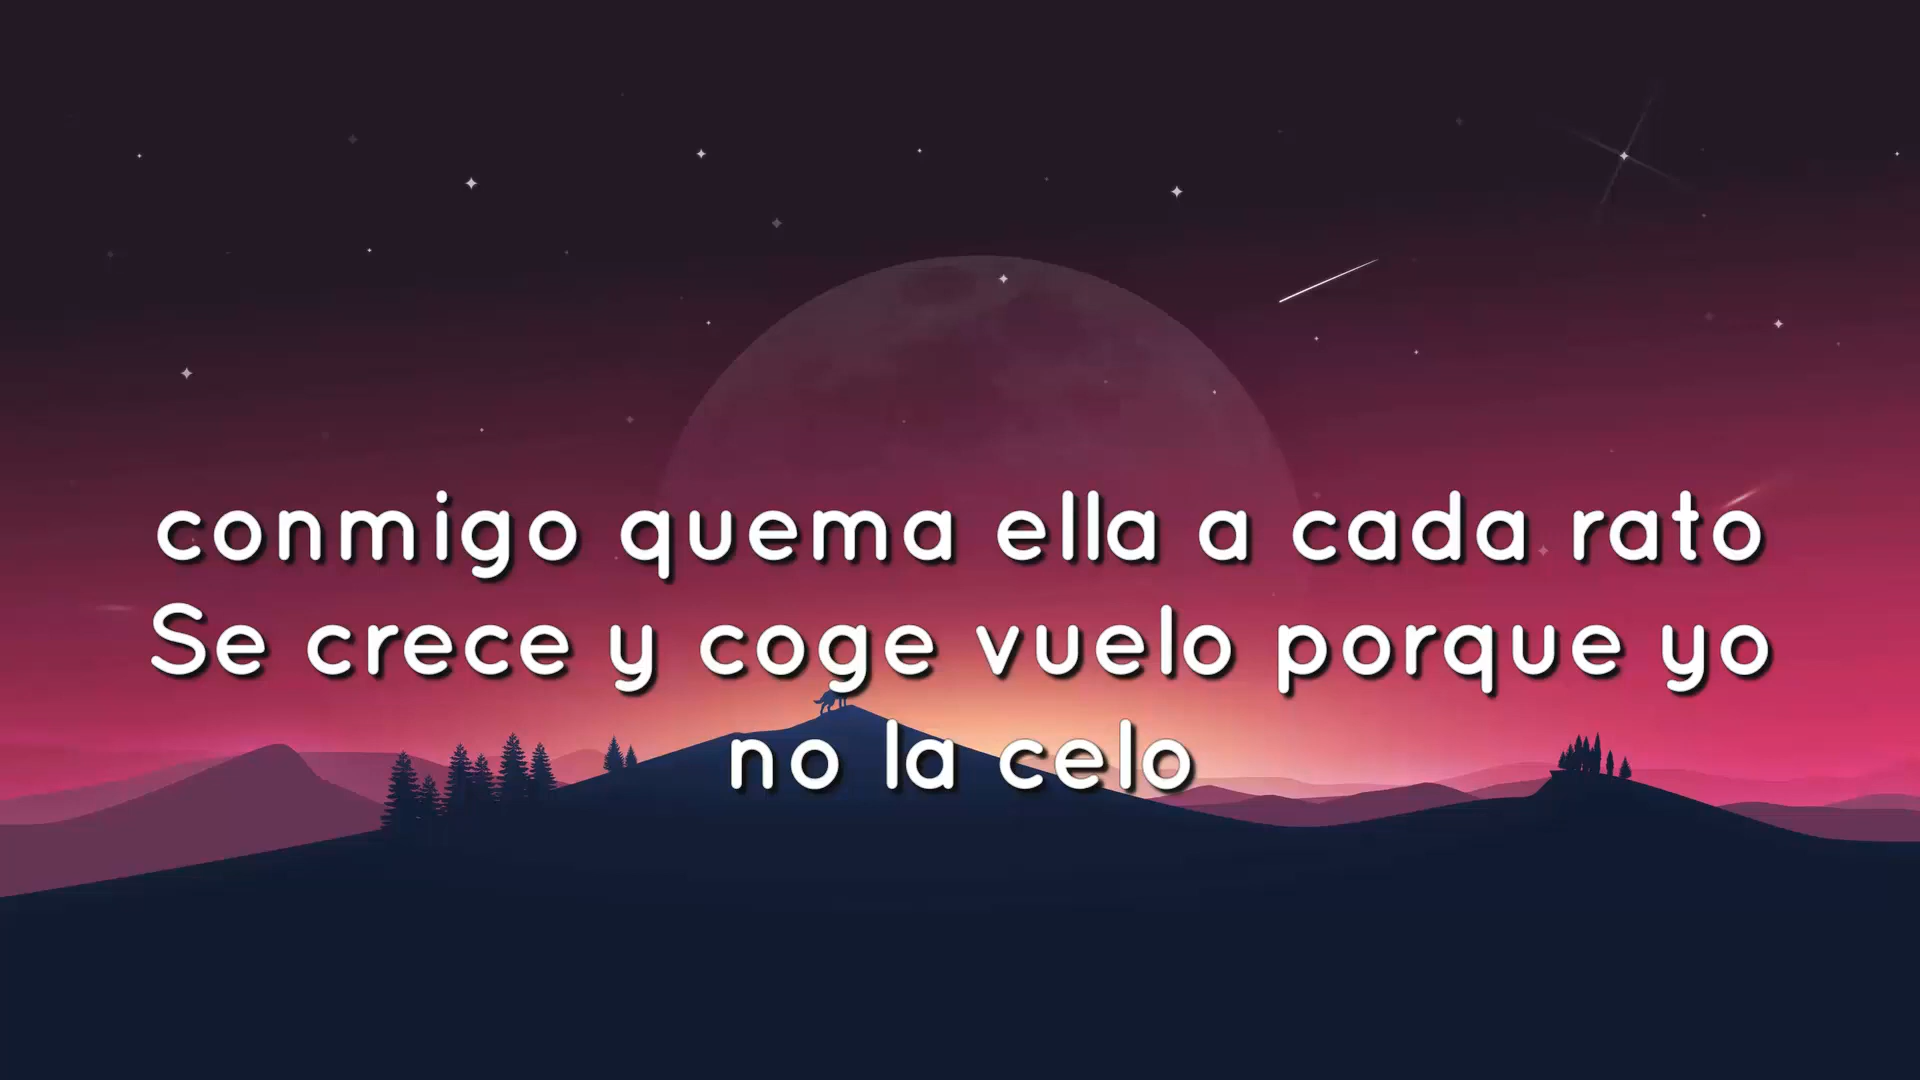 conmigo quema ella a cada rato
Se crece y coge vuelo porque yo
no la celo